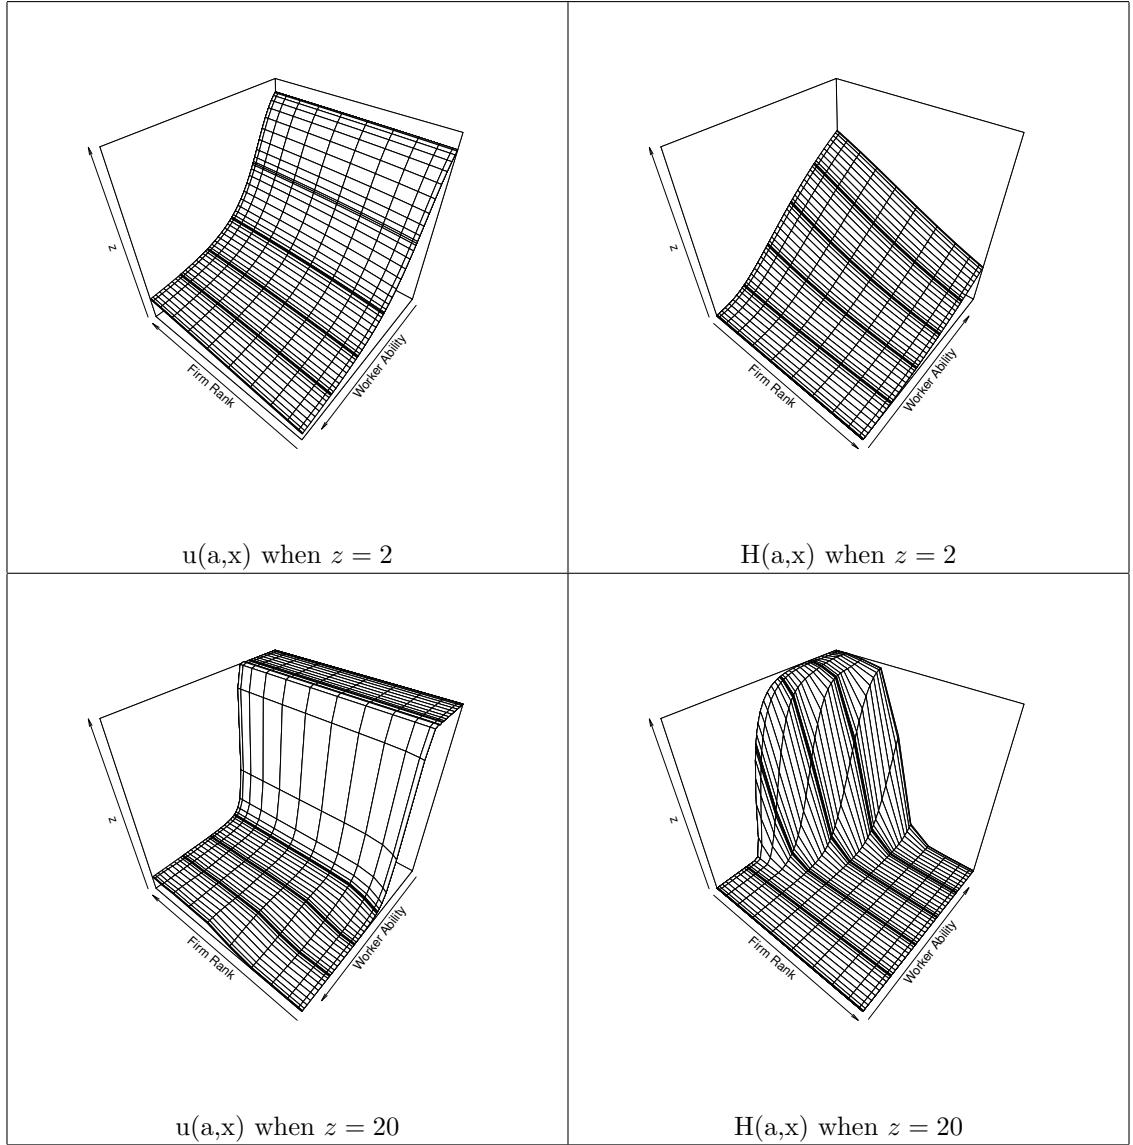 z
Firm Rank
Worker Ability
u(a,x) when z = 2
z
Firm Rank
Worker Ability
H(a,x) when z = 2
z
Firm Rank
Worker Ability
u(a,x) when z = 20
z
Firm Rank
Worker Ability
H(a,x) when z = 20